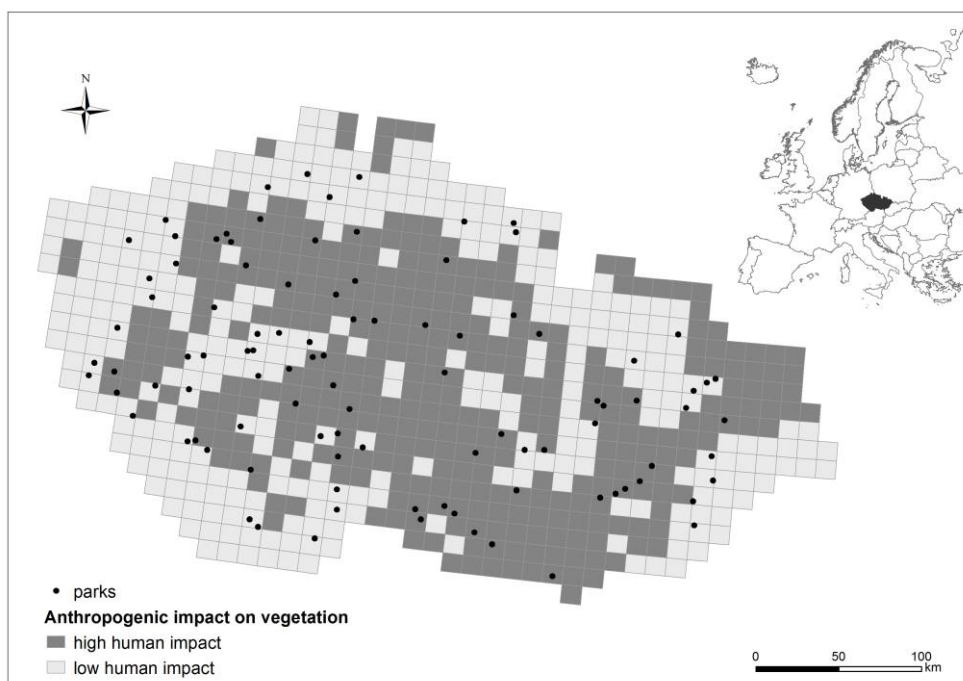 N
parks
Anthropogenic impact on vegetation
high human impact
low human impact
0 50 100
km